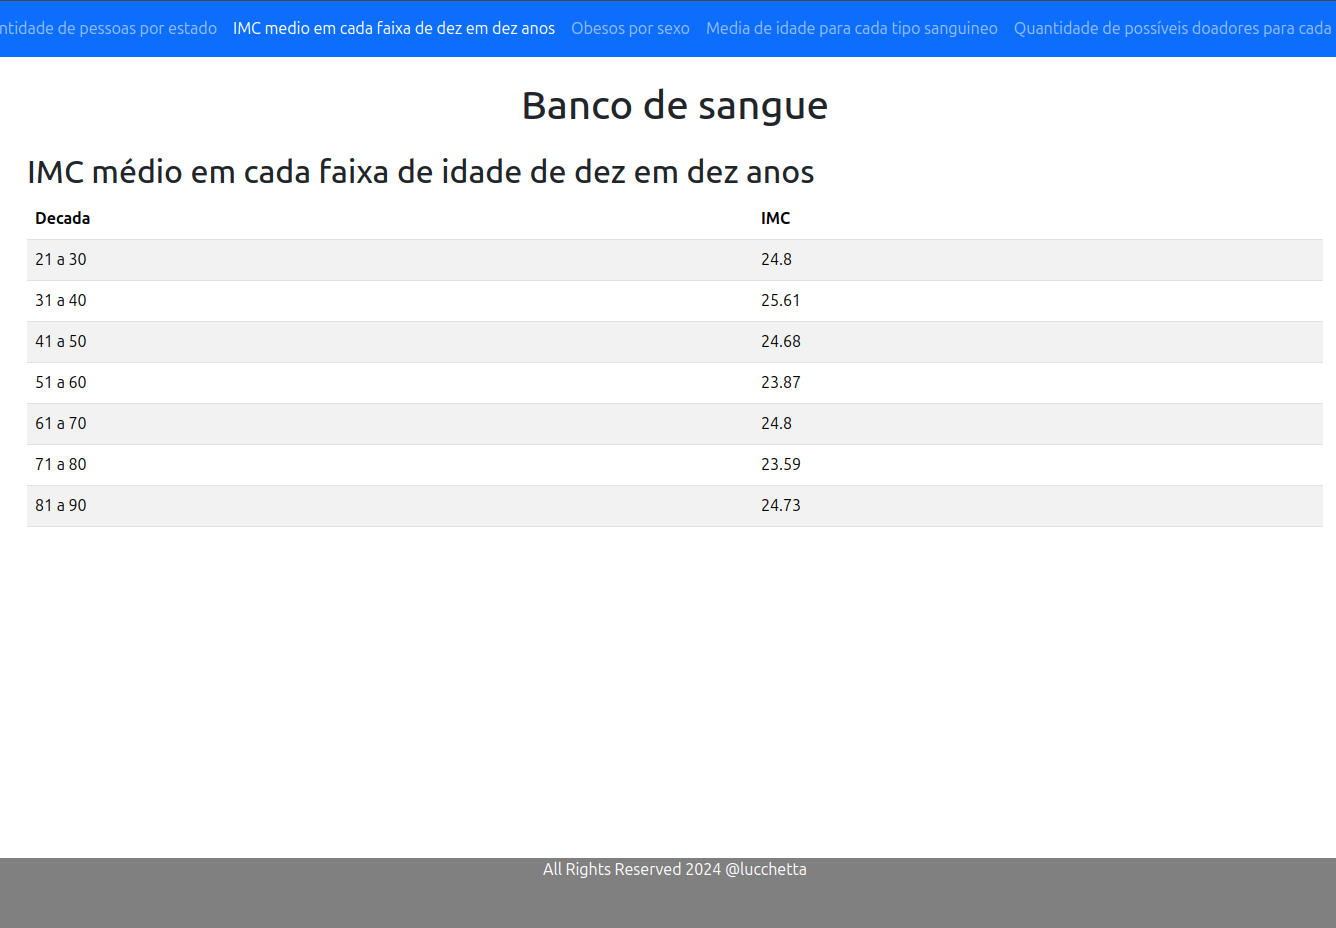 de pessoas por estado IMC medio em cada faixa de dez em dez anos Obesos por sexo Media de idade para cada tipo sanguineo Quantidade de possíveis doadores para cada
Banco de sangue
IMC médio em cada faixa de idade de dez em dez anos
Decada IMC
21 a 30 24.8
31 a 40 25.61
41 a 50 24.68
51 a 60 23.87
61 a 70 24.8
71 a 80 23.59
81 a 90 24.73
All Rights Reserved 2024 @lucchetta